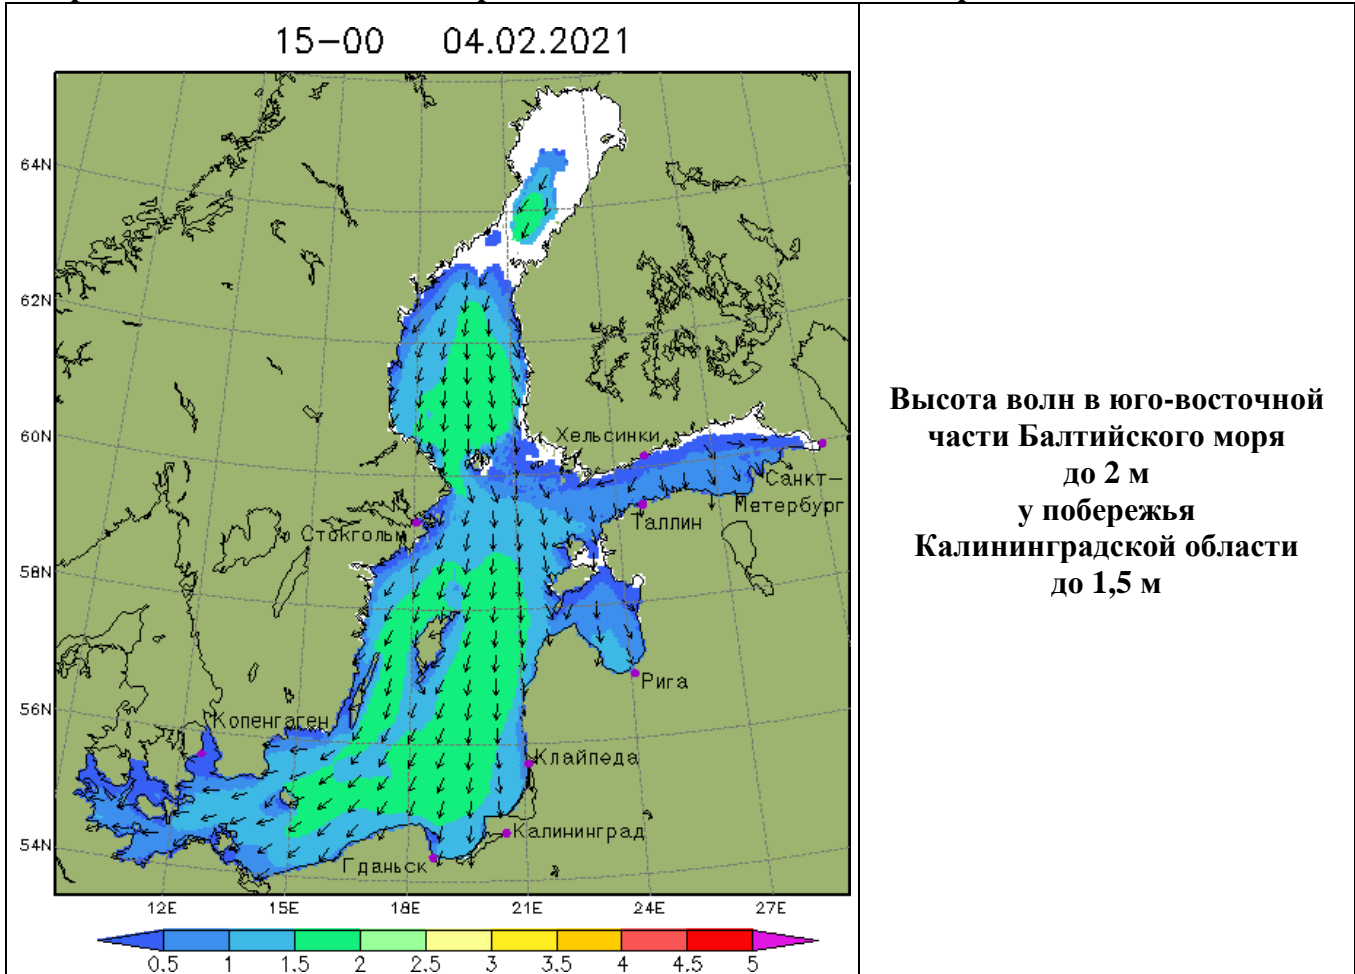 15-00 04.02.2021
64N
62N
60N
58N
56N
54N
Хельсинки
Санкт-
Петербург
Таллин
Стокгольм
Рига
Копенгаген
Клайпеда
Калининград
Гданьск
12E 15E 18E 21E 24E 27E
0.5 1 1.5 2 2.5 3 3.5 4 4.5 5
Высота волн в юго-восточной
части Балтийского моря
до 2 м
у побережья
Калининградской области
до 1,5 м